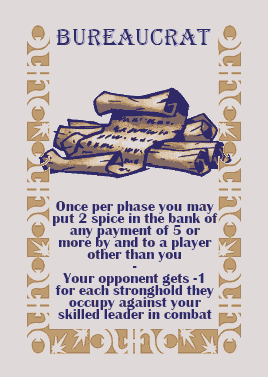 BUREAUCRAT
Once per phase you may
put 2 spice in the bank of
any payment of 5 or
more by and to a player
other than you
-
Your opponent gets -1
for each stronghold they
occupy against your
skilled leader in combat